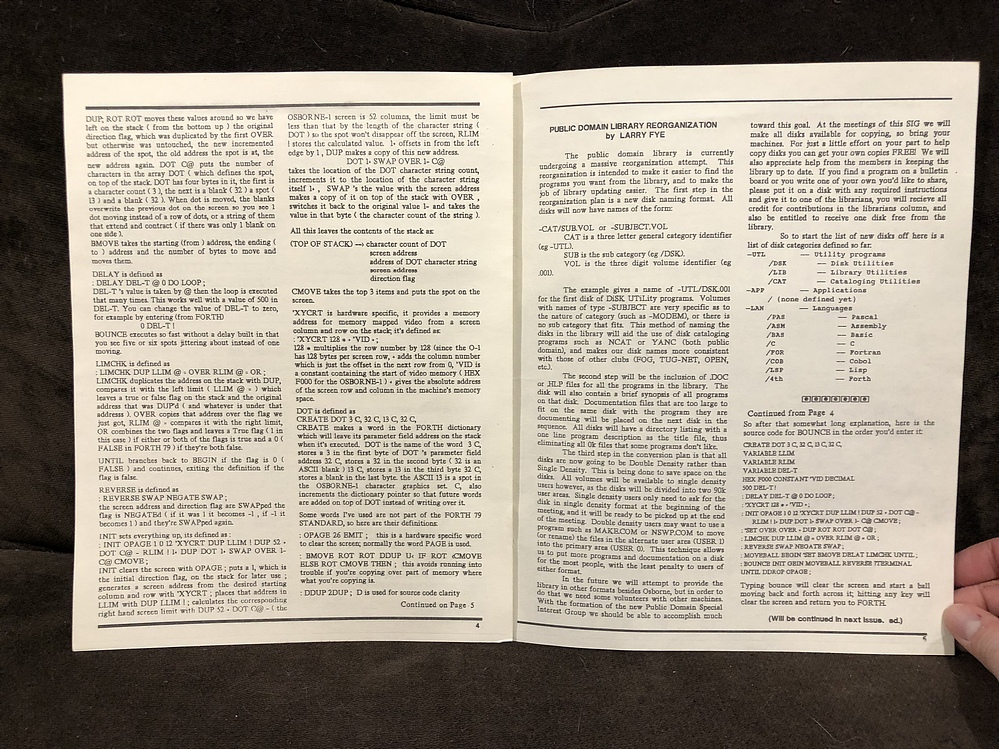 DUP; ROT ROT moves these values around so we have
left on the stack ( from the bottom up ) the original
direction flag, which was duplicated by the first OVER
but otherwise was untouched, the new incremented
address of the spot, the old address of the spot is at, the
new address again. DOT C@ puts the number of
characters in the array DOT ( which defines the spot,
on top of stack. DOT has four bytes in it, the first is
a character count ( 3 ), the next is a blank ( 32 ) a spot (
13 ) and a blank ( 32 ). When dot is moved, the blanks
overwrite the previous dot on the screen so you see 1
dot moving instead of a row of dots, or a string of them
that extend and contract ( if there was only 1 blank on
one side ).
BMOVE takes the starting (from ) address, the ending (
to ) address and the number of bytes to move and
moves them.
DELAY is defined as
: DELAY DEL-T @ 0 DO LOOP ;
DEL-T 's value is taken by @ then the loop is executed
that many times. This works well with a value of 500 in
DEL-T. You can change the value of DEL-T to zero,
for example by entering (from FORTH)
0 DEL-T !
BOUNCE executes so fast without a delay built in that
you see five or six spots jittering about instead of one
moving.
LIMCHK is defined as
: LIMCHK DUP LLIM @ = OVER RLIM @ = OR ;
LIMCHK duplicates the address on the stack with DUP,
compares it with the left limit ( LLIM @ = ) which
leaves a true or false flag on the stack and the original
address that was DUP'd ( and whatever is under that
address ). OVER copies that address over the flag we
just got, RLIM @ = compares it with the right limit,
OR combines the two flags and leaves a True flag ( 1 in
this case ) if either or both of the flags is true and a 0 (
FALSE in FORTH 79 ) if they're both false.
UNTIL branches back to BEGIN if the flag is 0 (
FALSE ) and continues, exiting the definition if the
flag is false.
REVERSE is defined as
: REVERSE SWAP NEGATE SWAP ;
the screen address and direction flag are SWAPped the
flag is NEGATEd ( if it was 1 it becomes -1 , if -1 it
becomes 1 ) and they're SWAPped again.
INIT sets everything up, its defined as :
: INIT OPAGE 1 0 12 'XYCRT DUP LLIM ! DUP 52 +
DOT C@ - RLIM ! 1+ DUP DOT 1+ SWAP OVER 1-
C@ CMOVE ;
INIT clears the screen with OPAGE ; puts a 1, which is
the initial direction flag, on the stack for later use ;
generates a screen address from the desired starting
column and row with 'XYCRT ; places that address in
LLIM with DUP LLIM ! ; calculates the corresponding
right hand screen limit with DUP 52 + DOT C@ - ( the
OSBORNE-1 screen is 52 columns, the limit must be
less than that by the length of the character string (
DOT ) so the spot won't disappear off the screen, RLIM
! stores the calculated value. 1+ offsets in from the left
edge by 1 , DUP makes a copy of this new address.
DOT 1+ SWAP OVER 1- C@
takes the location of the DOT character string count,
increments it to the location of the character string
itself 1+ , SWAP 's the value with the screen address
makes a copy of it on top of the stack with OVER ,
switches it back to the original value 1- and takes the
value in that byte ( the character count of the string ).
All this leaves the contents of the stack as:
(TOP OF STACK) —› character count of DOT
screen address
address of DOT character string
screen address
direction flag
CMOVE takes the top 3 items and puts the spot on the
screen.
'XYCRT is hardware specific, it provides a memory
address for memory mapped video from a screen
column and row on the stack; it's defined as:
: 'XYCRT 128 * + 'VID + ;
128 * multiplies the row number by 128 (since the O-1
has 128 bytes per screen row, + adds the column number
which is just the offset in the next row from 0, 'VID is
a constant containing the start of video memory ( HEX
F000 for the OSBORNE-1 ) + gives the absolute address
of the screen row and column in the machine's memory
space.
DOT is defined as
CREATE DOT 3 C, 32 C, 13 C, 32 C,
CREATE makes a word in the FORTH dictionary
which will leave its parameter field address on the stack
when it's executed. DOT is the name of the word 3 C,
stores a 3 in the first byte of DOT 's parameter field
address 32 C, stores a 32 in the second byte ( 32 is an
ASCII blank ) 13 C, stores a 13 in the third byte 32 C,
stores a blank in the last byte. the ASCII 13 is a spot in
the OSBORNE-1 character graphics set. C, also
increments the dictionary pointer so that future words
are added on top of DOT instead of writing over it.
Some words I've used are not part of the FORTH 79
STANDARD, so here are their definitions:
: OPAGE 26 EMIT ; this is a hardware specific word
to clear the screen; normally the word PAGE is used.
: BMOVE ROT ROT DDUP U< IF ROT <CMOVE
ELSE ROT CMOVE THEN ; this avoids running into
trouble if you're copying over part of memory where
what you're copying is.
: DDUP 2DUP ; D is used for source code clarity
Continued on Page 5
4
PUBLIC DOMAIN LIBRARY REORGANIZATION
by LARRY FYE
The public domain library is currently
undergoing a massive reorganization attempt. This
reorganization is intended to make it easier to find the
programs you want from the library, and to make the
job of library updating easier. The first step in the
reorganization plan is a new disk naming format. All
disks will now have names of the form:
-CAT/SUB.VOL or -SUBJECT.VOL
CAT is a three letter general category identifier
(eg -UTL).
SUB is the sub category (eg /DSK).
VOL is the three digit volume identifier (eg
.001).
The example gives a name of -UTL/DSK.001
for the first disk of DiSK UTiLity programs. Volumes
with names of type -SUBJECT are very specific as to
the nature of category (such as -MODEM), or there is
no sub category that fits. This method of naming the
disks in the library will aid the use of disk cataloging
programs such as NCAT or YANC (both public
domain), and makes our disk names more consistent
with those of other clubs (FOG, TUG-NET, OPEN,
etc.).
The second step will be the inclusion of .DOC
or .HLP files for all the programs in the library. The
disk will also contain a brief synopsis of all programs
on that disk. Documentation files that are too large to
fit on the same disk with the program they are
documenting will be placed on the next disk in the
sequence. All disks will have a directory listing with a
one line program description as the title file, thus
eliminating all 0k files that some programs don't like.
The third step in the conversion plan is that all
disks are now going to be Double Density rather than
Single Density. This is being done to save space on the
disks. All volumes will be available to single density
users however, as the disks will be divided into two 90k
user areas. Single density users only need to ask for the
disk in single density format at the beginning of the
meeting, and it will be ready to be picked up at the end
of the meeting. Double density users may want to use a
program such as MAKE.COM or NSWP.COM to move
(or rename) the files in the alternate user area (USER 1)
into the primary area (USER 0). This technique allows
us to put more programs and documentation on a disk
for the most people, with the least penalty to users of
either format.
In the future we will attempt to provide the
library in other formats besides Osborne, but in order to
do that we need some volunteers with other machines.
With the formation of the new Public Domain Special
Interest Group we should be able to accomplish much
toward this goal. At the meetings of this SIG we will
make all disks available for copying, so bring your
machines. For just a little effort on your part to help
copy disks you can get your own copies FREE! We will
also appreciate help from the members in keeping the
library up to date. If you find a program on a bulletin
board or you write one of your own you'd like to share,
please put it on a disk with any required instructions
and give it to one of the librarians, you will recieve all
credit for contributions in the librarians column, and
also be entitled to receive one disk free from the
library.
So to start the list of new disks off here is a
list of disk categories defined so far.
-UTL — Utility programs
/DSK — Disk Utilities
/LIB — Library Utilities
/CAT — Cataloging Utilities
-APP — Applications
/ (none defined yet)
-LAN — Languages
/PAS — Pascal
/ASM — Assembly
/BAS — Basic
/C — C
/FOR — Fortran
/COB — Cobol
/LSP — Lisp
/4th — Forth
Continued from Page 4
So after that somewhat long explanation, here is the
source code for BOUNCE in the order you'd enter it:
CREATE DOT 3 C, 32 C, 13 C, 32 C,
VARIABLE LLIM
VARIABLE RLIM
VARIABLE DEL-T
HEX F000 CONSTANT 'VID DECIMAL
500 DEL-T !
: DELAY DEL-T @ 0 DO LOOP ;
: 'XYCRT 128 * + 'VID + ;
: INIT OPAGE 1 0 12 'XYCRT DUP LLIM ! DUP 52 + DOT C@ -
RLIM ! 1+ DUP DOT 1+ SWAP OVER 1- C@ CMOVE ;
: 'SET OVER OVER + DUP ROT ROT DOT C@ ;
: LIMCHK DUP LLIM @ = OVER RLIM @ = OR ;
: REVERSE SWAP NEGATE SWAP ;
: MOVEBALL BEGIN 'SET BMOVE DELAY LIMCHK UNTIL ;
: BOUNCE INIT BEGIN MOVEBALL REVERSE ?TERMINAL
UNTIL DDROP OPAGE ;
Typing bounce will clear the screen and start a ball
moving back and forth across it; hitting any key will
clear the screen and return you to FORTH.
(Will be continued in next issue. ed.)
5